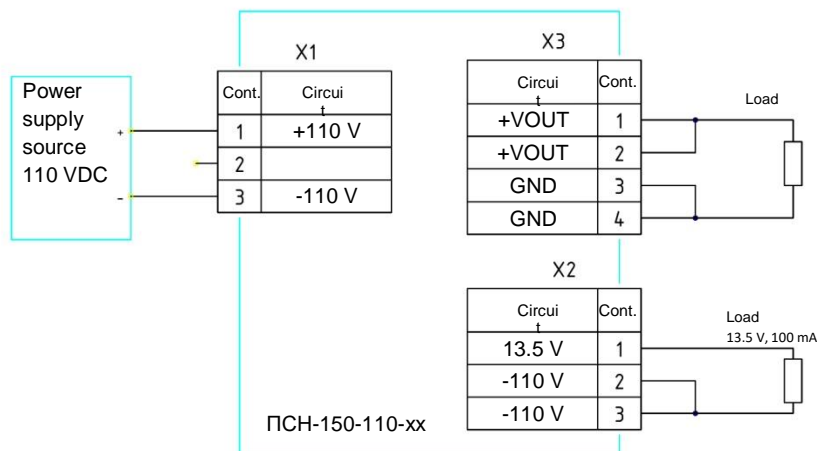 Power
supply
source
110 VDC
+
-
X1
Cont.
Circui
t
1
+110 V
2
3
-110 V
X3
Circui
t
Cont.
+VOUT
1
+VOUT
2
GND
3
GND
4
Load
X2
Circui
t
Cont.
13.5 V
1
-110 V
2
-110 V
3
Load
13.5 V, 100 mA
ПСН-150-110-хх